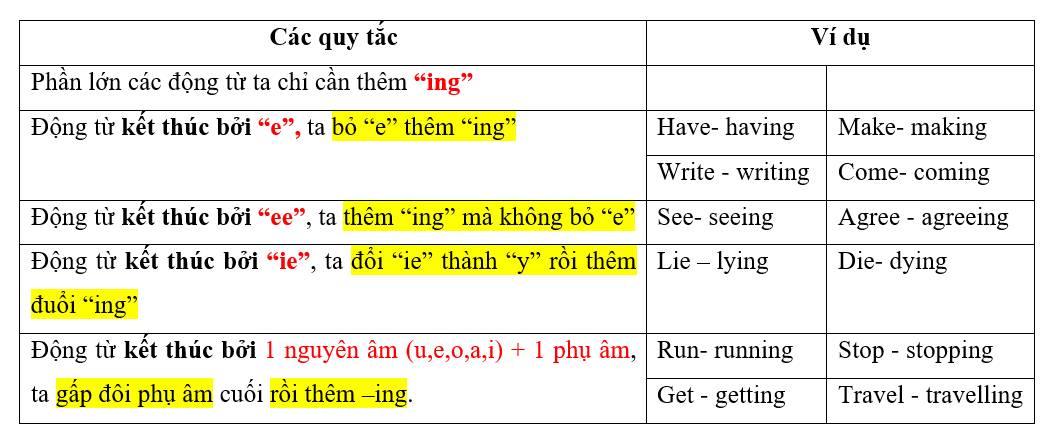 Các quy tắc Ví dụ
Phần lớn các động từ ta chỉ cần thêm “ing”
Động từ kết thúc bởi “e”, ta bỏ “e” thêm “ing” Have- having Make- making
Write - writing Come- coming
Động từ kết thúc bởi “ee”, ta thêm “ing” mà không bỏ “e” See- seeing Agree - agreeing
Động từ kết thúc bởi “ie”, ta đổi “ie” thành “y” rồi thêm Lie – lying Die- dying
đuổi “ing”
Động từ kết thúc bởi 1 nguyên âm (u,e,o,a,i) + 1 phụ âm, Run- running Stop - stopping
ta gấp đôi phụ âm cuối rồi thêm –ing. Get - getting Travel - travelling